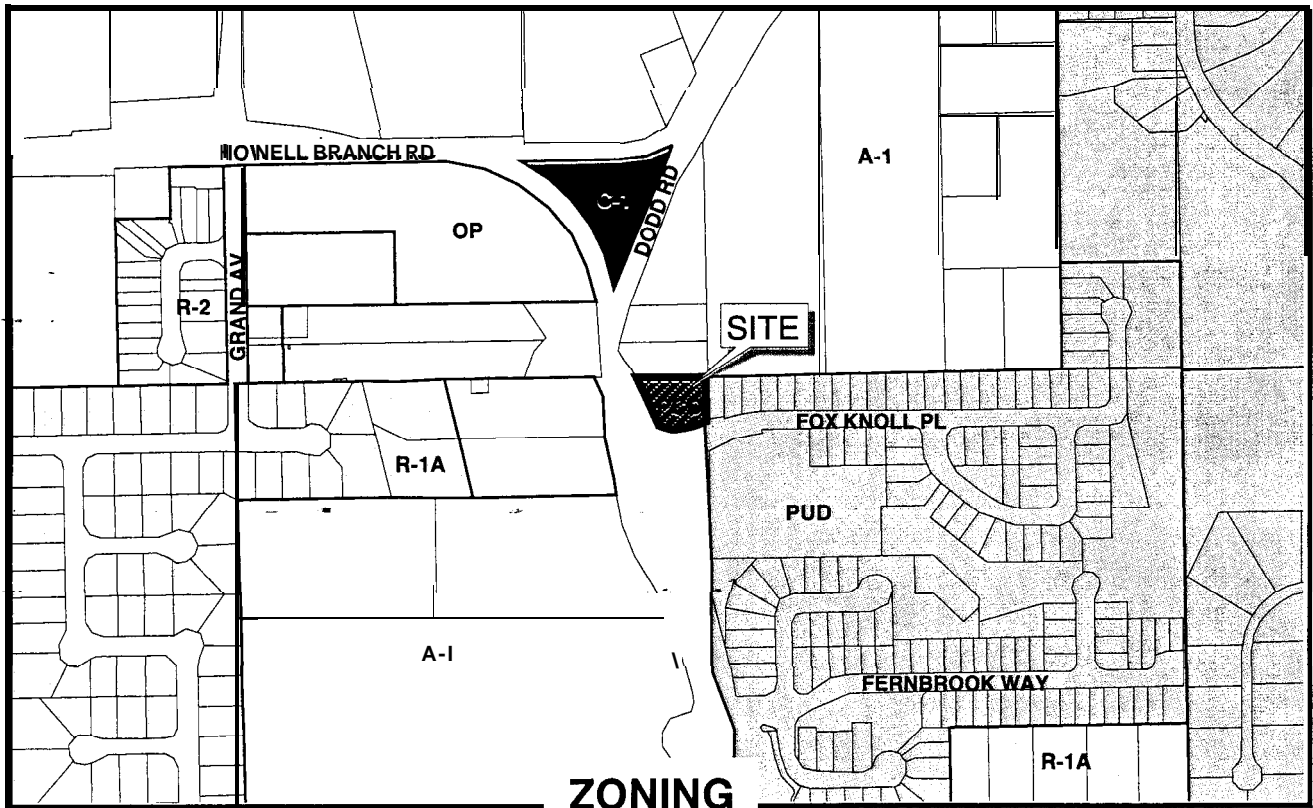 HOWELL BRANCH RD
A-1
C-1
DODD RD
OP
R-2
GRAND AV
SITE
FOX KNOLL PL
R-1A
PUD
A-I
FERNBROOK WAY
R-1A
ZONING